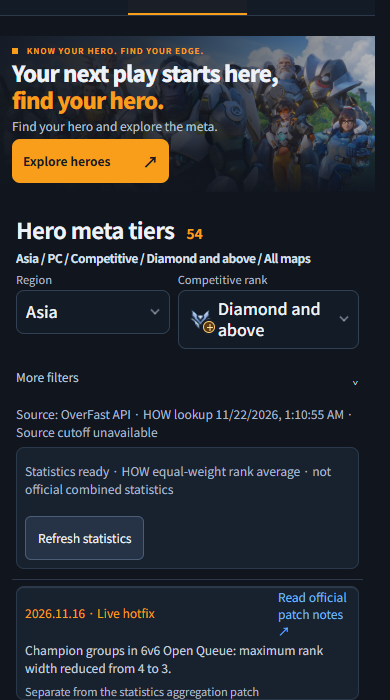 KNOW YOUR HERO. FIND YOUR EDGE.
Your next play starts here,
find your hero.
Find your hero and explore the meta.
Explore heroes ↗
Hero meta tiers 54
Asia / PC / Competitive / Diamond and above / All maps
Region
Competitive rank
Asia
Diamond and
above
More filters
Source: OverFast API · HOW lookup 11/22/2026, 1:10:55 AM ·
Source cutoff unavailable
Statistics ready · HOW equal-weight rank average · not
official combined statistics
Refresh statistics
2026.11.16 · Live hotfix
Read official
patch notes
↗
Champion groups in 6v6 Open Queue: maximum rank
width reduced from 4 to 3.
Separate from the statistics aggregation patch